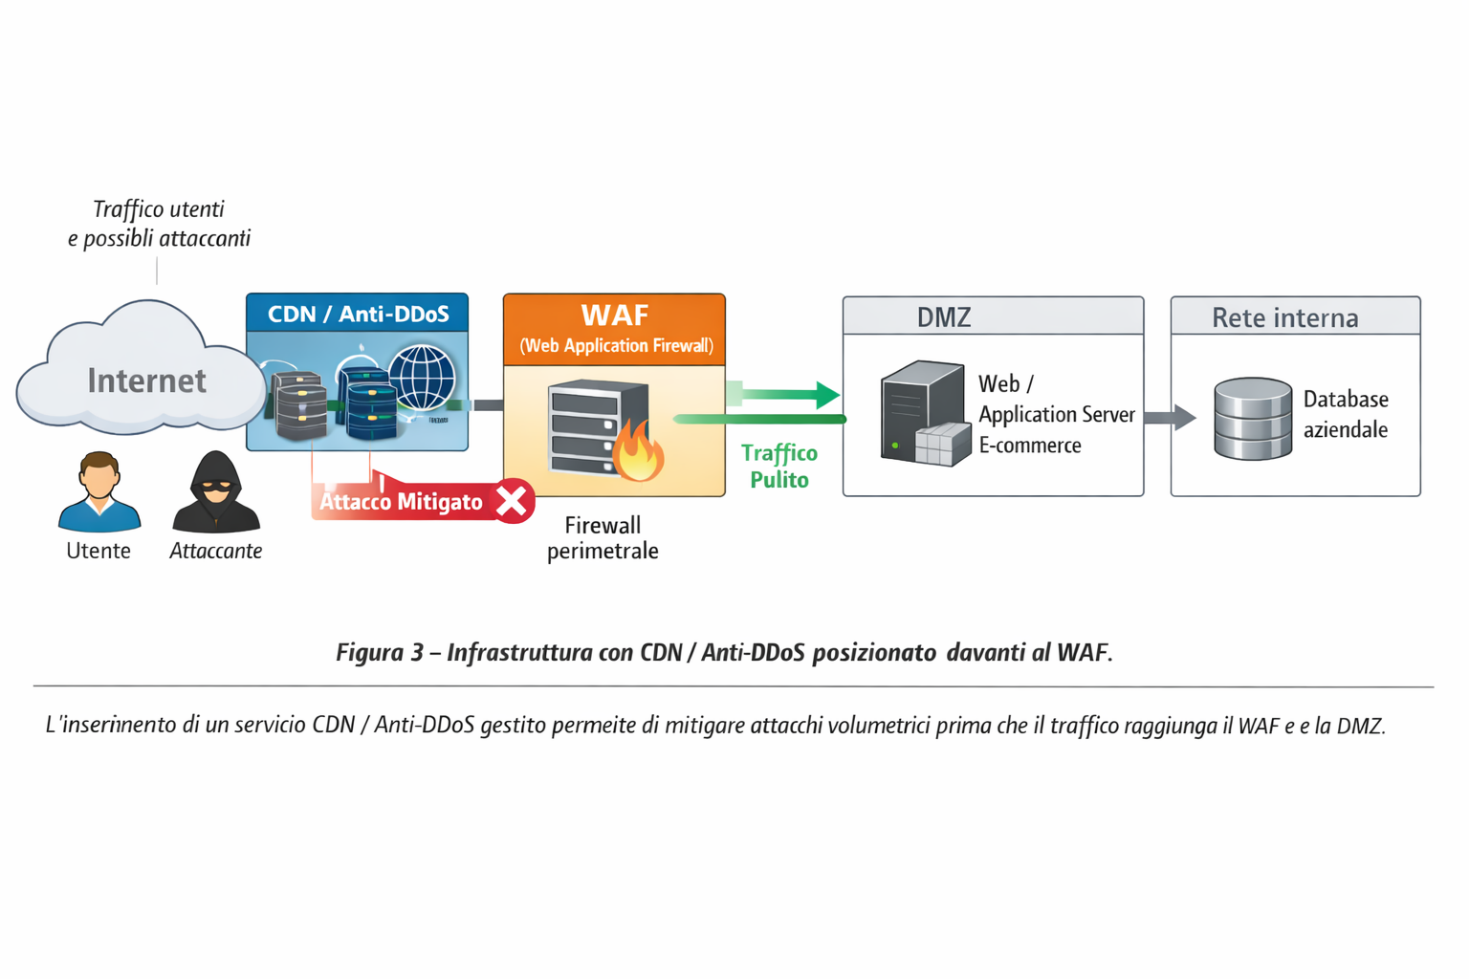 Traffico utenti
e possibli attaccanti
Internet
CDN / Anti-DDoS
WAF
(Web Application Firewall)
DMZ
Rete interna
Web /
Application Server
E-commerce
Database
aziendale
Traffico
Pulito
Attacco Mitigato
Firewall
perimetrale
Utente
Attaccante
Figura 3 – Infrastruttura con CDN / Anti-DDoS posizionato davanti al WAF.
L'inserinnento di un servicio CDN / Anti-DDoS gestito permeite di mitigare attacchi volumetrici prima che il traffico raggiunga il WAF e e la DMZ.